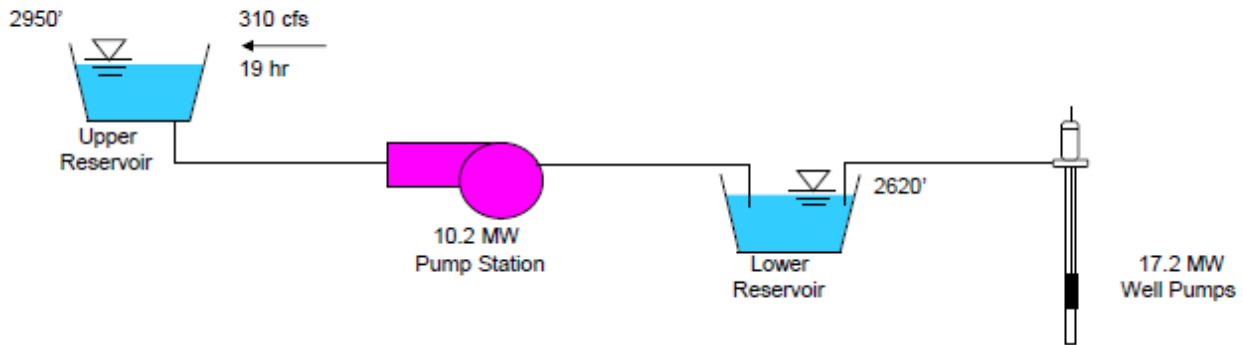 2950’
310 cfs
19 hr
Upper
Reservoir
10.2 MW
Pump Station
2620’
Lower
Reservoir
17.2 MW
Well Pumps